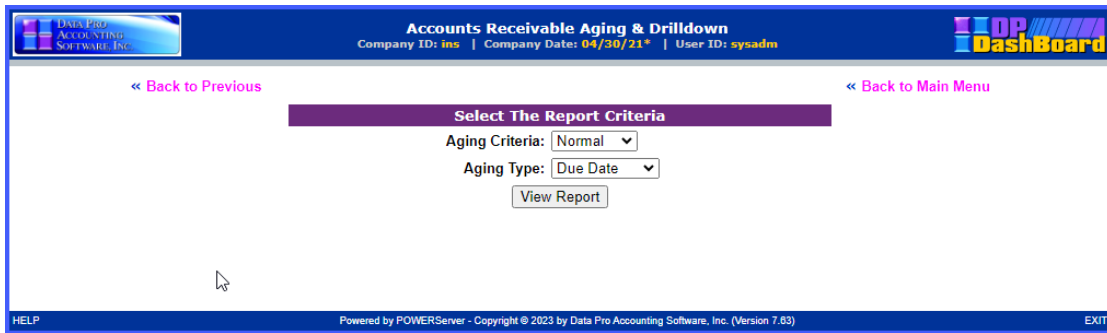 DATA PRO
ACCOUNTING
SOFTWARE, INC.
Accounts Receivable Aging & Drilldown
Company ID: ins | Company Date: 04/30/21* | User ID: sysadm
DP
DashBoard
« Back to Previous
« Back to Main Menu
Select The Report Criteria
Aging Criteria: Normal
Aging Type: Due Date
View Report
HELP
Powered by POWERServer - Copyright © 2023 by Data Pro Accounting Software, Inc. (Version 7.63)
EXIT